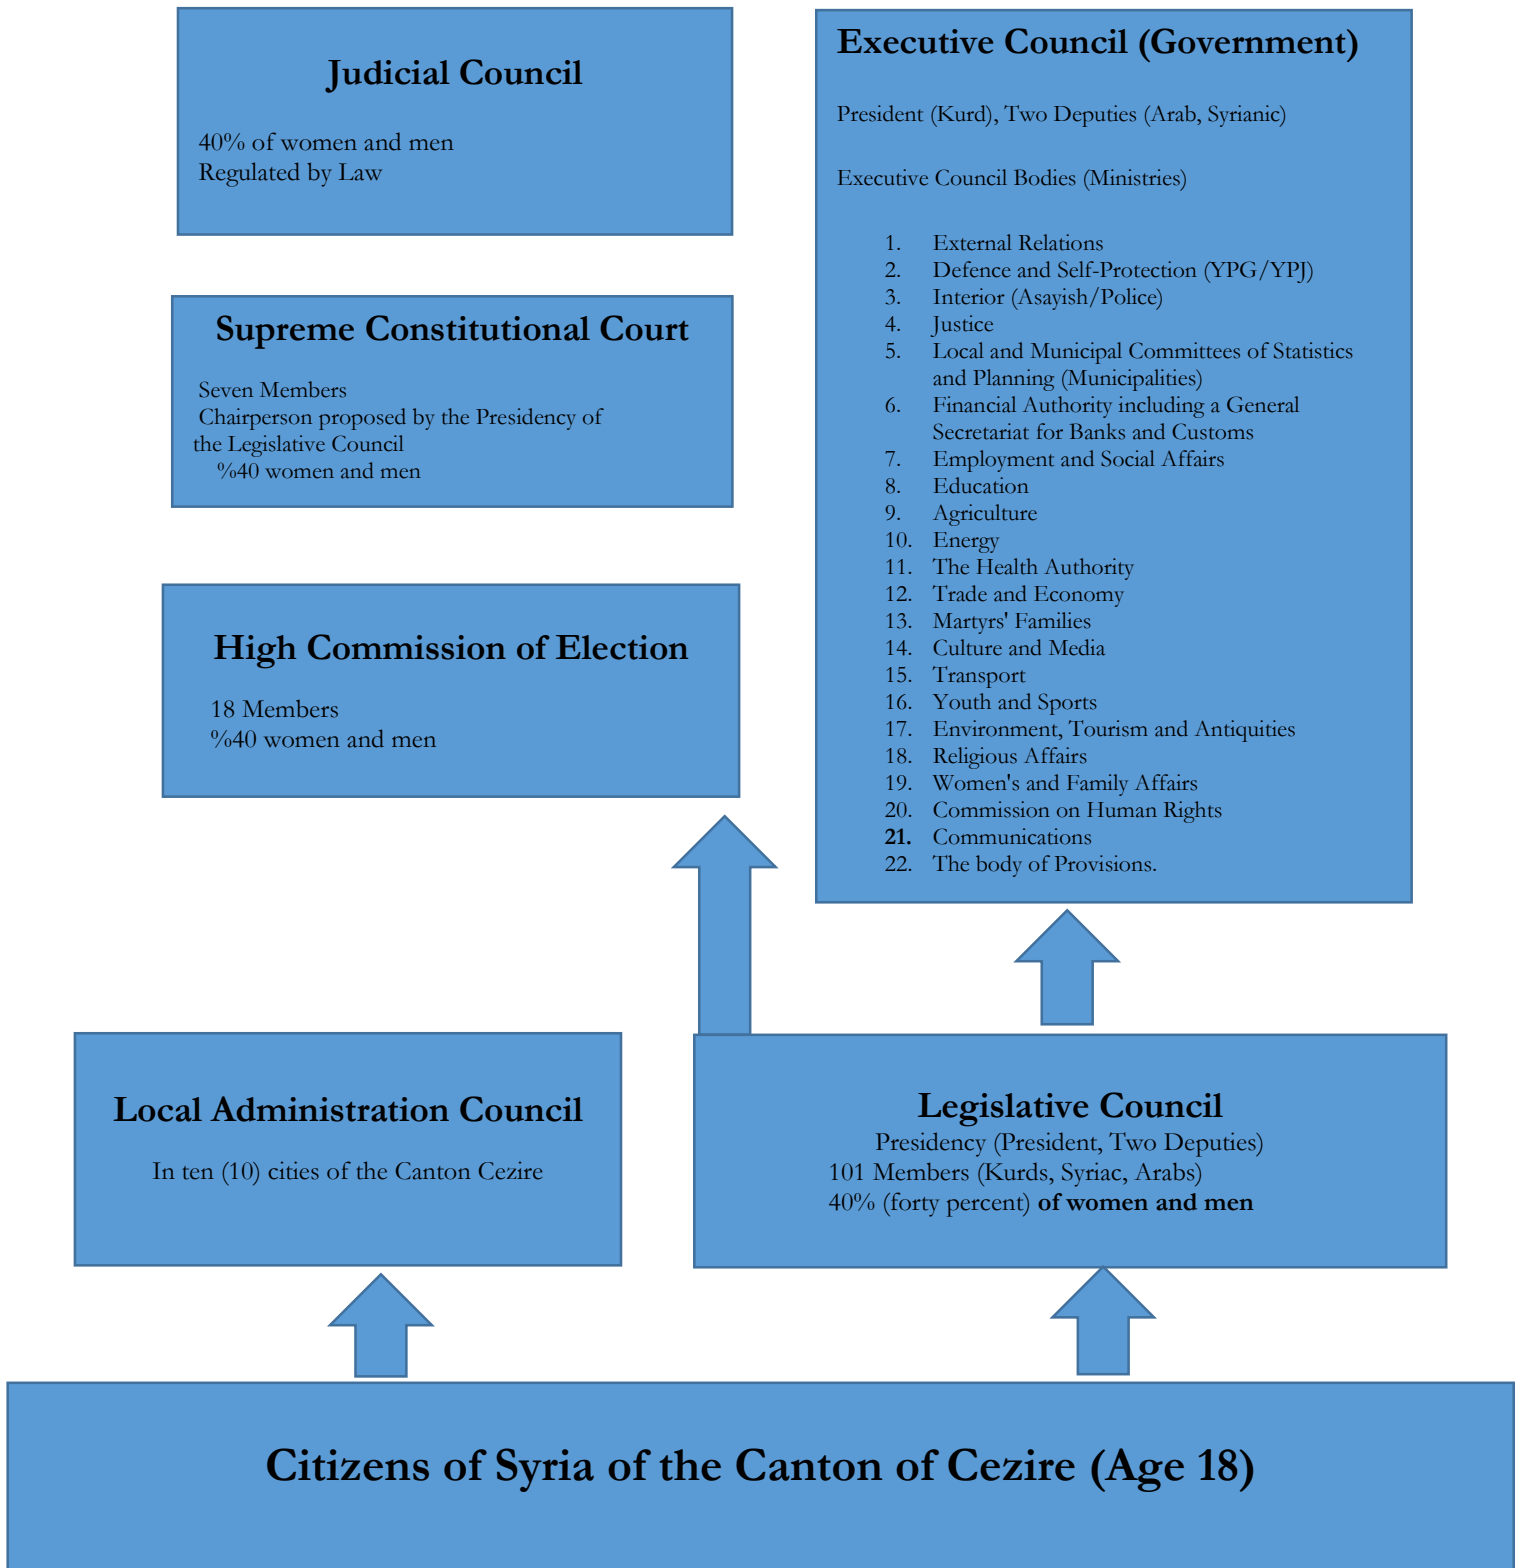 Judicial Council
40% of women and men
Regulated by Law
Supreme Constitutional Court
Seven Members
Chairperson proposed by the Presidency of
the Legislative Council
%40 women and men
High Commission of Election
18 Members
%40 women and men
Executive Council (Government)
President (Kurd), Two Deputies (Arab, Syrianic)
Executive Council Bodies (Ministries)
1. External Relations
2. Defence and Self-Protection (YPG/YPJ)
3. Interior (Asayish/Police)
4. Justice
5. Local and Municipal Committees of Statistics
and Planning (Municipalities)
6. Financial Authority including a General
Secretariat for Banks and Customs
7. Employment and Social Affairs
8. Education
9. Agriculture
10. Energy
11. The Health Authority
12. Trade and Economy
13. Martyrs' Families
14. Culture and Media
15. Transport
16. Youth and Sports
17. Environment, Tourism and Antiquities
18. Religious Affairs
19. Women's and Family Affairs
20. Commission on Human Rights
21. Communications
22. The body of Provisions.
Local Administration Council
In ten (10) cities of the Canton Cezire
Legislative Council
Presidency (President, Two Deputies)
101 Members (Kurds, Syriac, Arabs)
40% (forty percent) of women and men
Citizens of Syria of the Canton of Cezire (Age 18)